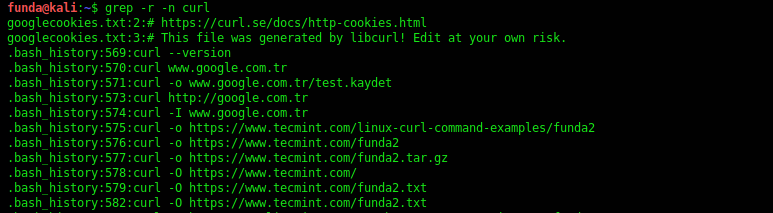 funda@kali:~$ grep -r -n curl
googlecookies.txt:2:# https://curl.se/docs/http-cookies.html
googlecookies.txt:3:# This file was generated by libcurl! Edit at your own risk.
.bash_history:569:curl --version
.bash_history:570:curl www.google.com.tr
.bash_history:571:curl -o www.google.com.tr/test.kaydet
.bash_history:573:curl http://google.com.tr
.bash_history:574:curl -I www.google.com.tr
.bash_history:575:curl -o https://www.tecmint.com/linux-curl-command-examples/funda2
.bash_history:576:curl -o https://www.tecmint.com/funda2
.bash_history:577:curl -o https://www.tecmint.com/funda2.tar.gz
.bash_history:578:curl -O https://www.tecmint.com/
.bash_history:579:curl -O https://www.tecmint.com/funda2.txt
.bash_history:582:curl -O https://www.tecmint.com/funda2.txt